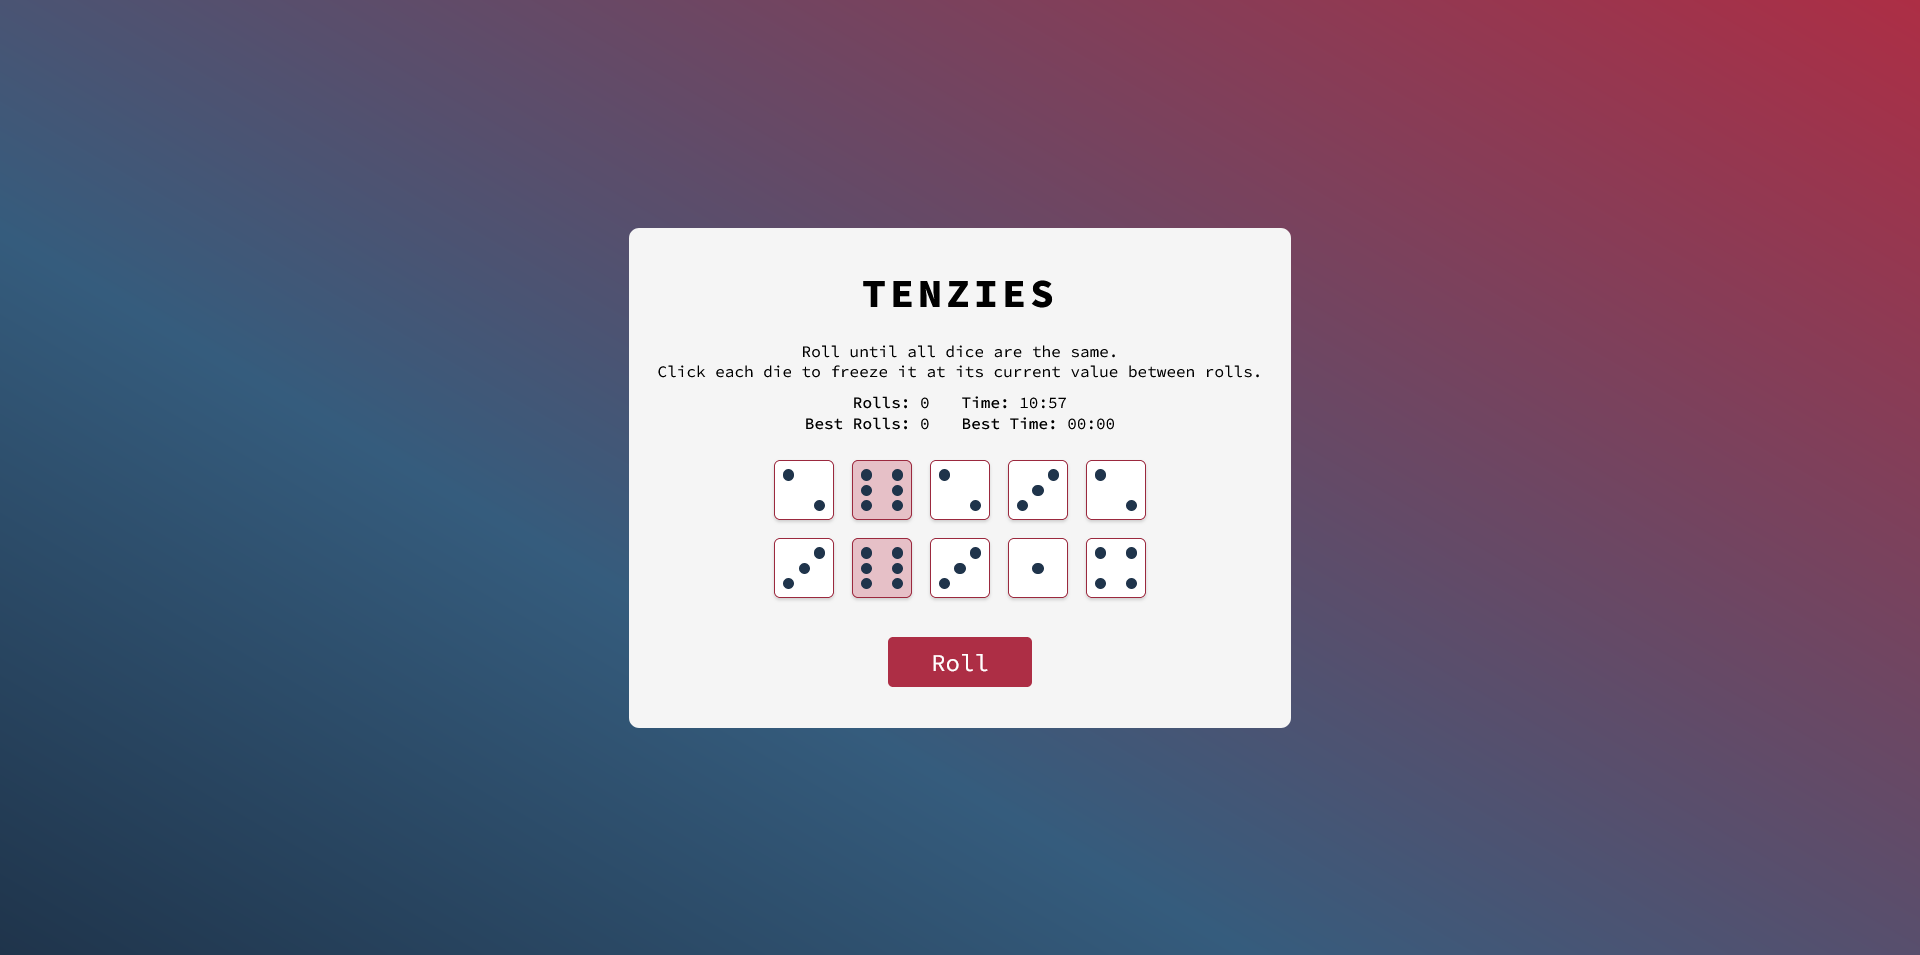 TENZIES
Roll until all dice are the same.
Click each die to freeze it at its current value between rolls.
Rolls: 0 Time: 10:57
Best Rolls: 0 Best Time: 00:00
Roll